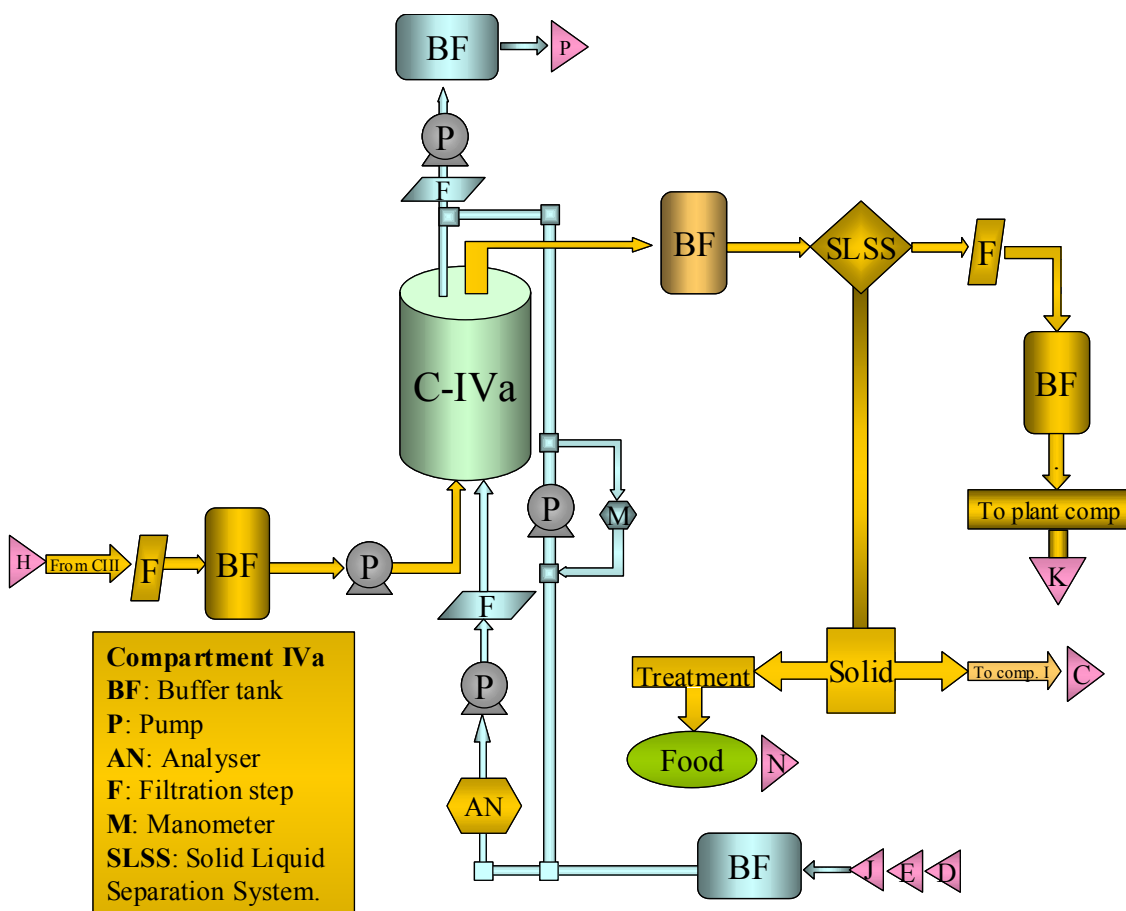 BF
P
P
F
BF
SLSS
F
C-IVa
BF
P
M
To plant comp
K
H
From CIII
F
BF
P
F
P
Solid
Treatment
To comp. I
C
Food
N
AN
BF
J
E
D
Compartment IVa
BF: Buffer tank
P: Pump
AN: Analyser
F: Filtration step
M: Manometer
SLSS: Solid Liquid
Separation System.